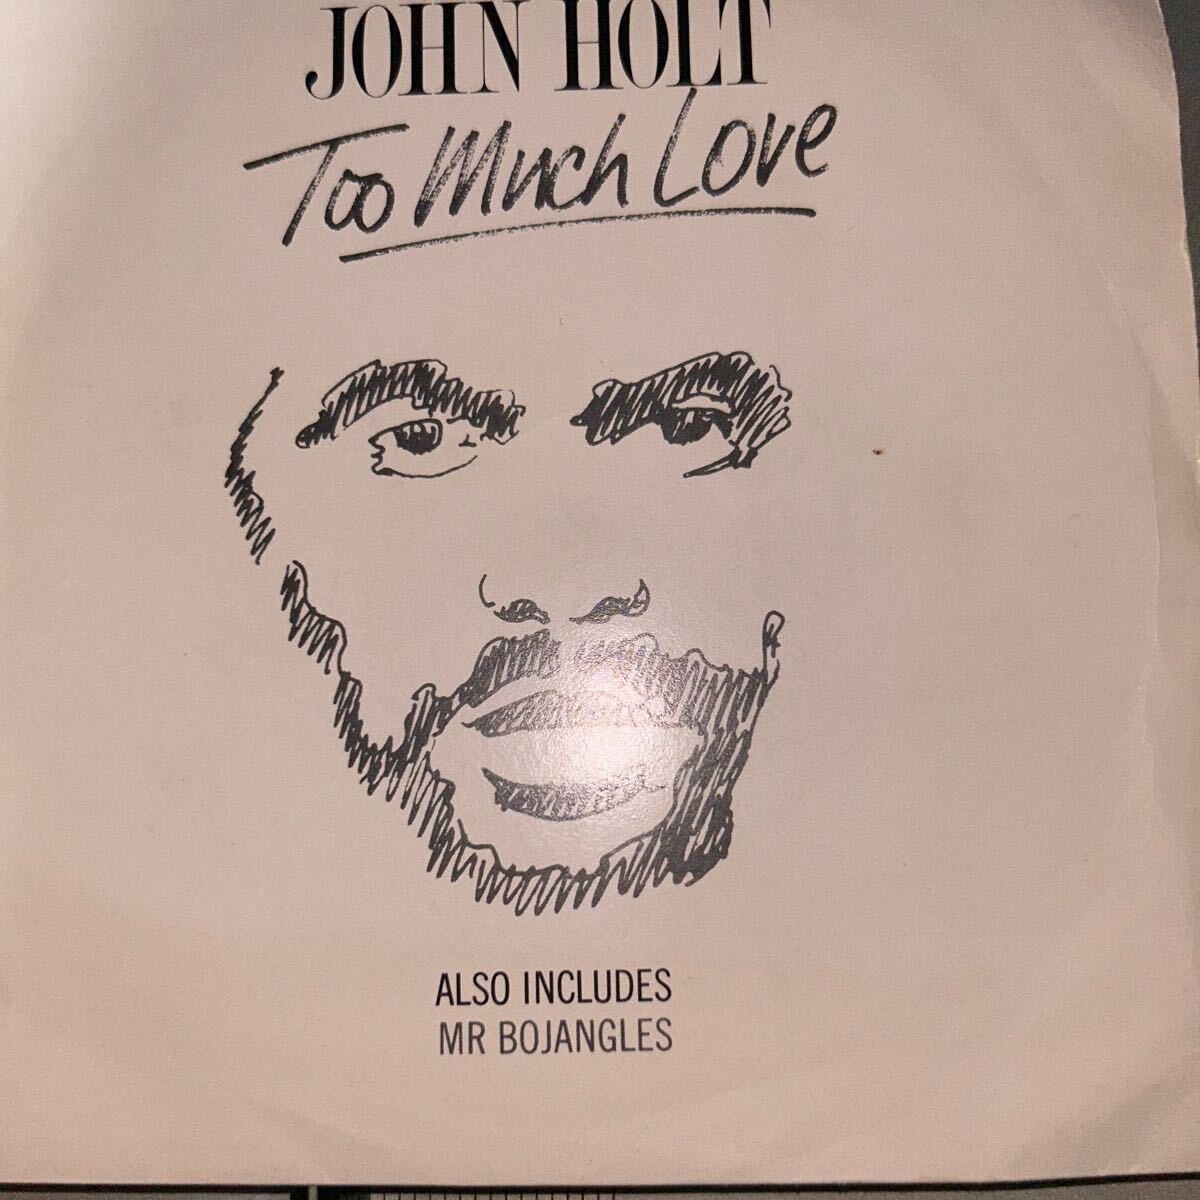 JOHN HOLT
Too Much Love
ALSO INCLUDES
MR BOJANGLES